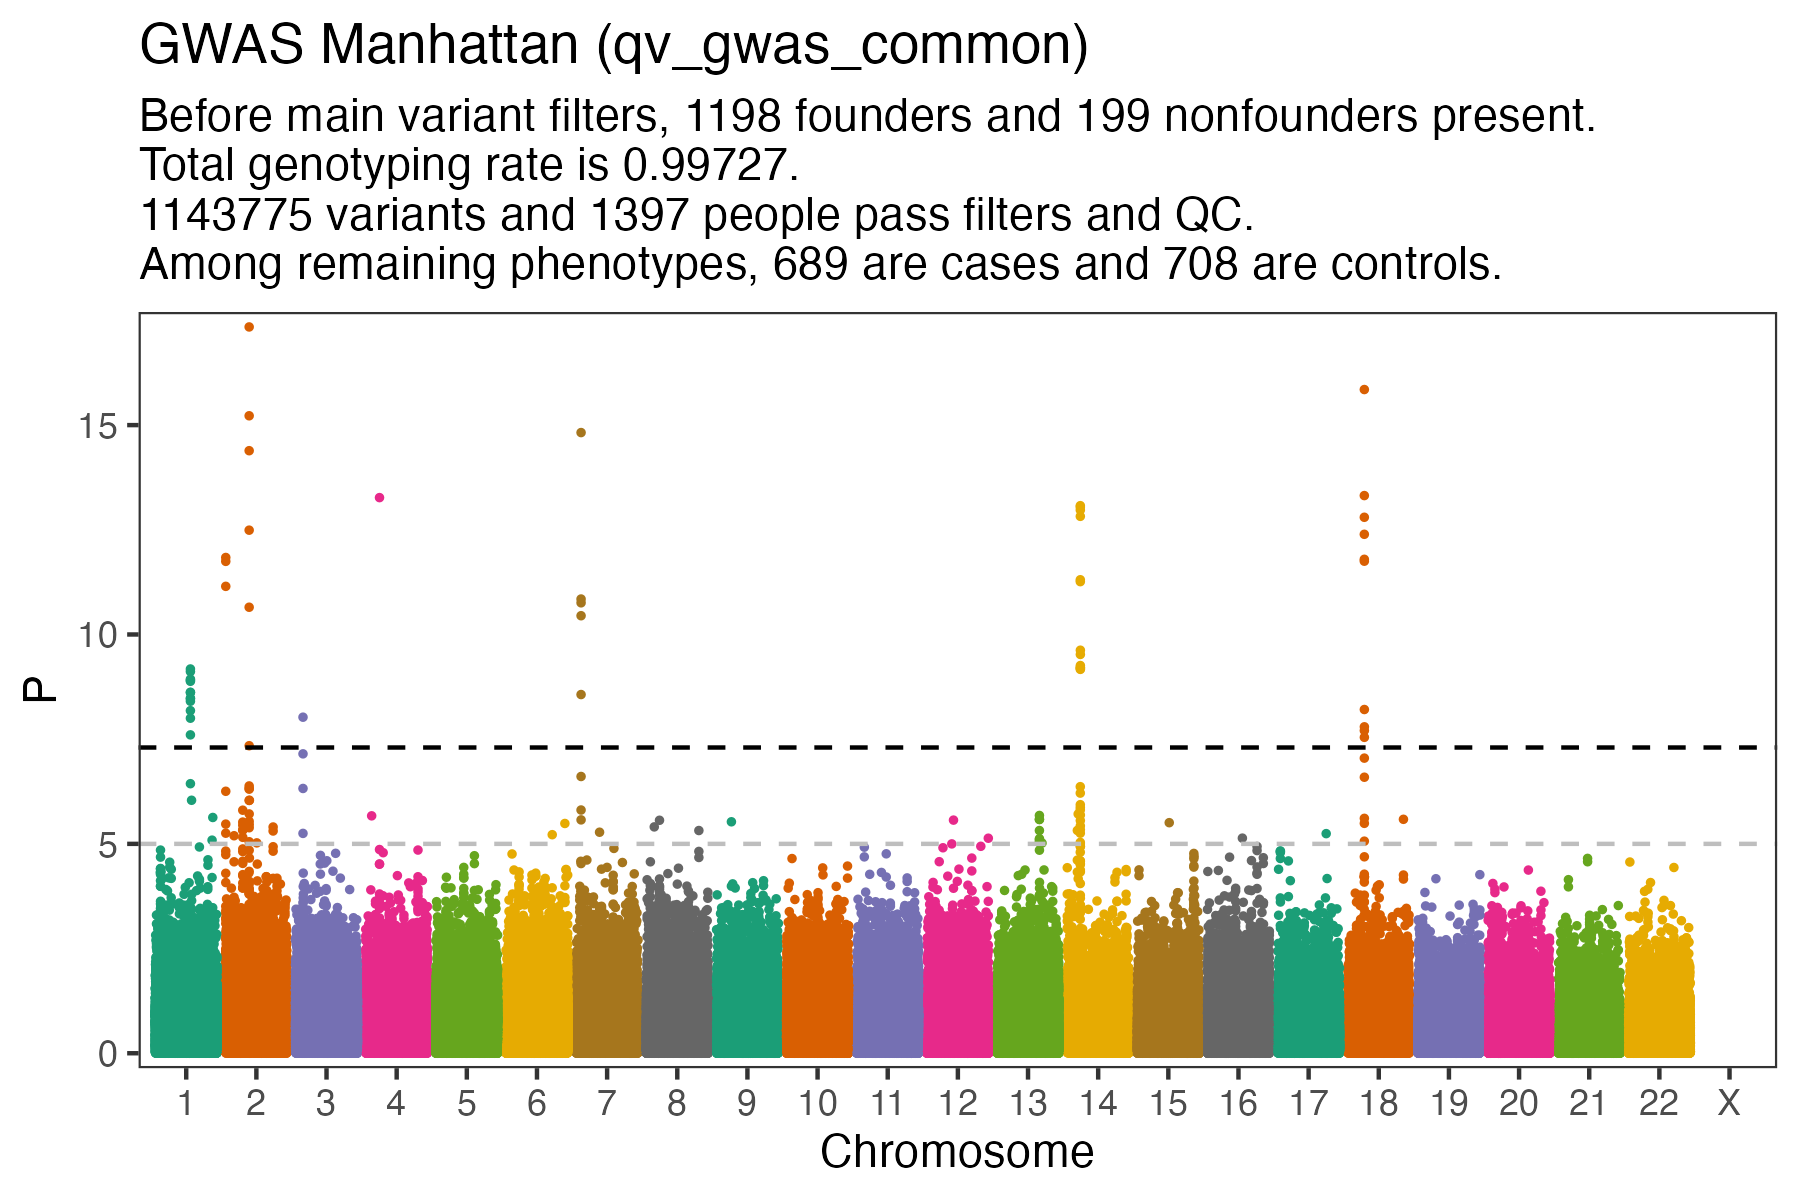 GWAS Manhattan (qv_gwas_common)
Before main variant filters, 1198 founders and 199 nonfounders present.
Total genotyping rate is 0.99727.
1143775 variants and 1397 people pass filters and QC.
Among remaining phenotypes, 689 are cases and 708 are controls.
15
10
5
0
P
1 2 3 4 5 6 7 8 9 10 11 12 13 14 15 16 17 18 19 20 21 22 X
Chromosome